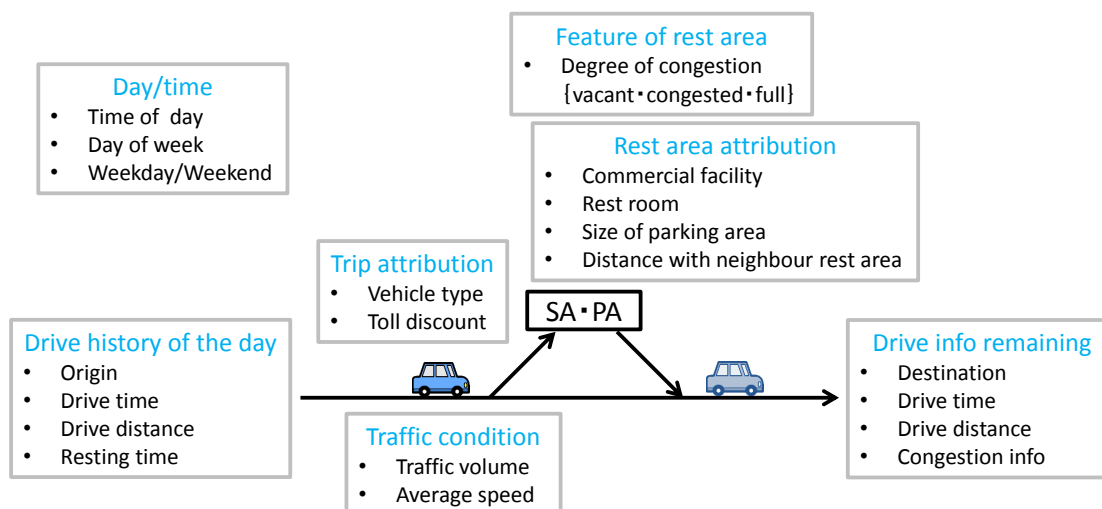 Feature of rest area
• Degree of congestion
{vacant・congested・full}
Day/time
• Time of day
• Day of week
• Weekday/Weekend
Rest area attribution
• Commercial facility
• Rest room
• Size of parking area
• Distance with neighbour rest area
Trip attribution
• Vehicle type
• Toll discount
SA・PA
Drive history of the day
• Origin
• Drive time
• Drive distance
• Resting time
Drive info remaining
• Destination
• Drive time
• Drive distance
• Congestion info
Traffic condition
• Traffic volume
• Average speed